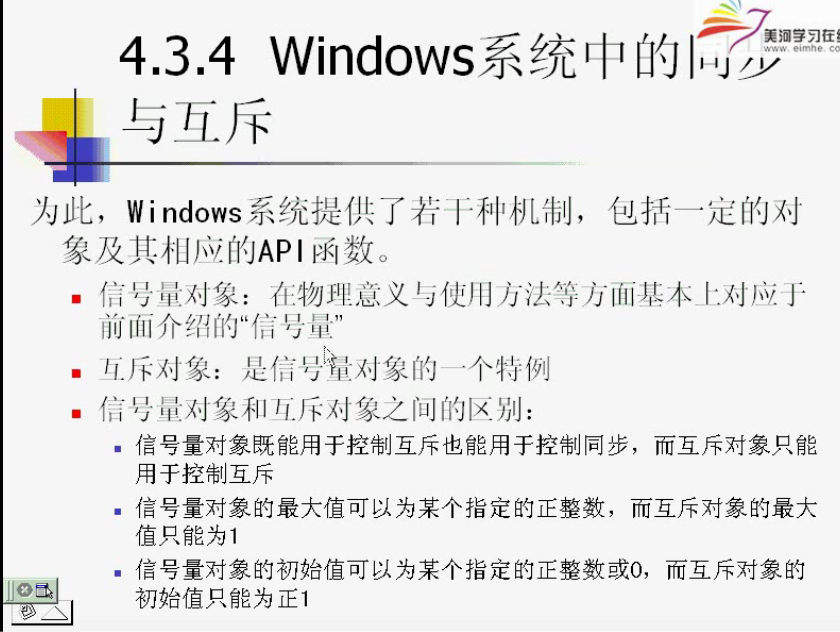 美河学习在
www.eimhe.co
4.3.4 Windows系统中的同步
与互斥
为此，Windows系统提供了若干种机制，包括一定的对
象及其相应的API函数。
信号量对象：在物理意义与使用方法等方面基本上对应于
前面介绍的“信号量”
互斥对象：是信号量对象的一个特例
信号量对象和互斥对象之间的区别：
信号量对象既能用于控制互斥也能用于控制同步，而互斥对象只能
用于控制互斥
信号量对象的最大值可以为某个指定的正整数，而互斥对象的最大
值只能为1
信号量对象的初始值可以为某个指定的正整数或0，而互斥对象的
初始值只能为正1